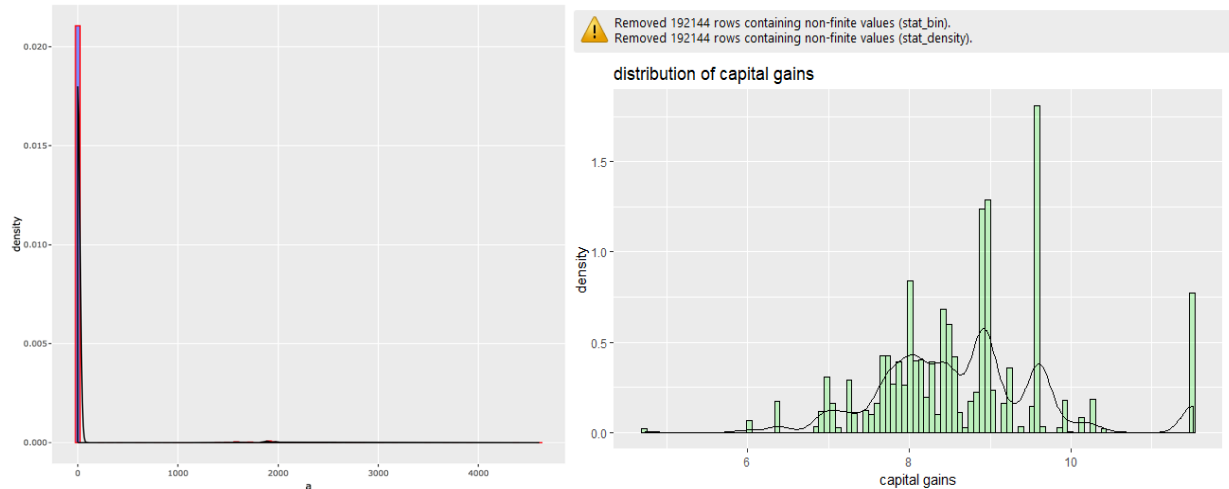 0.020
0.015
density
0.010
0.005
0.000
0
1000
2000
3000
4000
a
Removed 192144 rows containing non-finite values (stat_bin).
Removed 192144 rows containing non-finite values (stat_density).
distribution of capital gains
1.5
1.0
density
0.5
0.0
6
8
10
capital gains